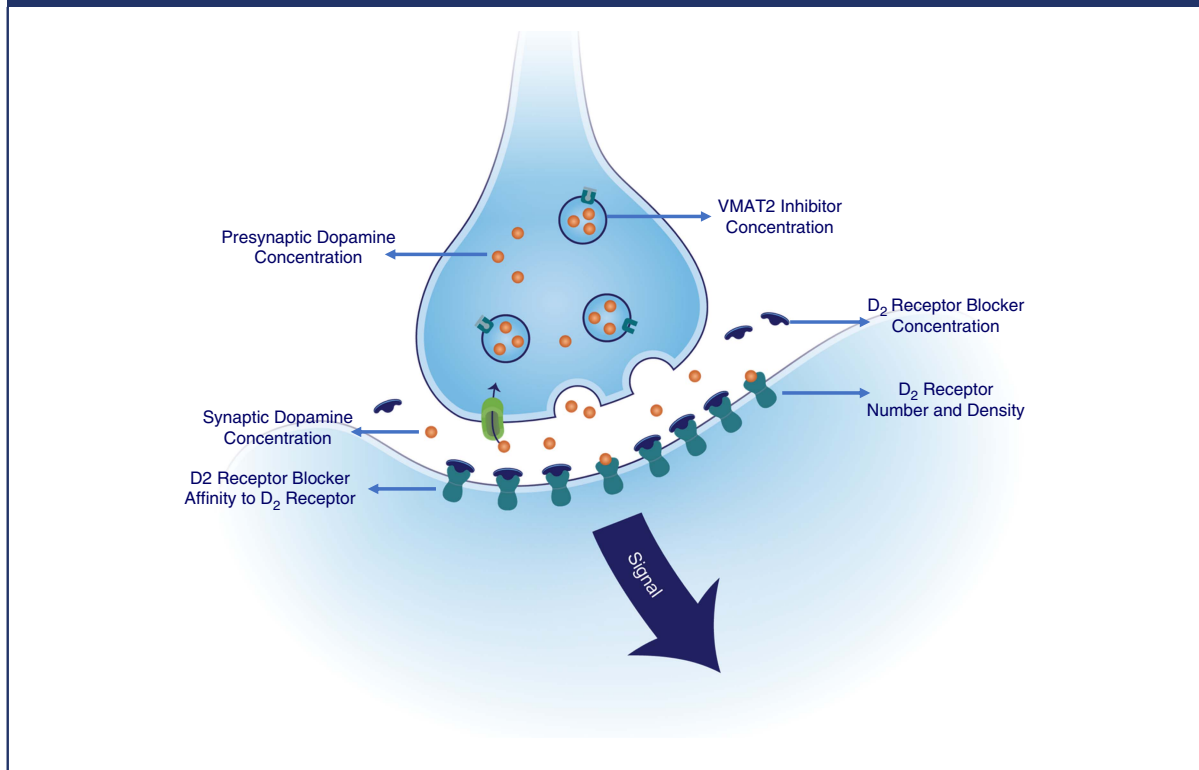 VMAT2 Inhibitor
Concentration
Presynaptic Dopamine
Concentration
D₂ Receptor Blocker
Concentration
D₂ Receptor
Number and Density
Synaptic Dopamine
Concentration
D2 Receptor Blocker
Affinity to D₂ Receptor
Signal